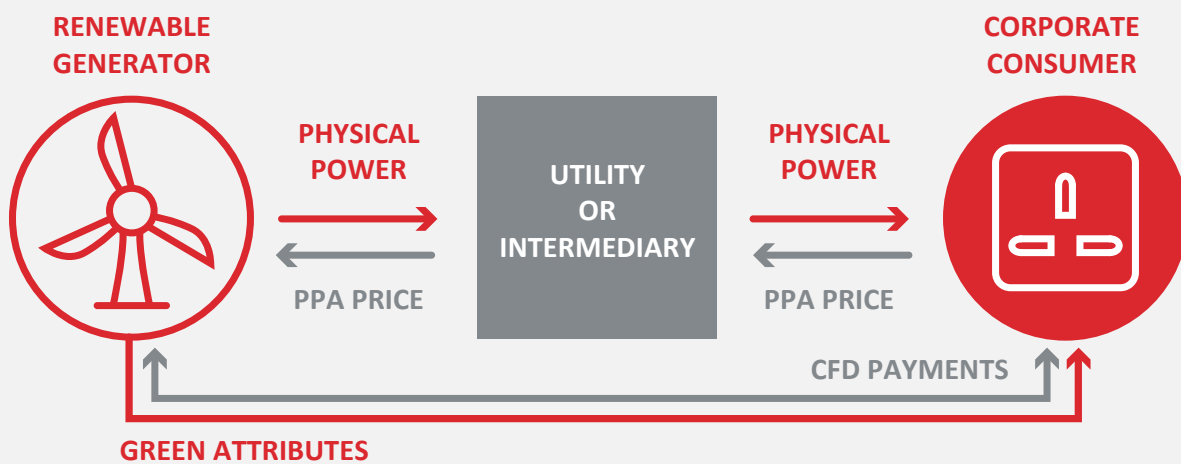 RENEWABLE
GENERATOR
CORPORATE
CONSUMER
PHYSICAL
POWER
UTILITY
OR
INTERMEDIARY
PHYSICAL
POWER
PPA PRICE
PPA PRICE
CFD PAYMENTS
GREEN ATTRIBUTES